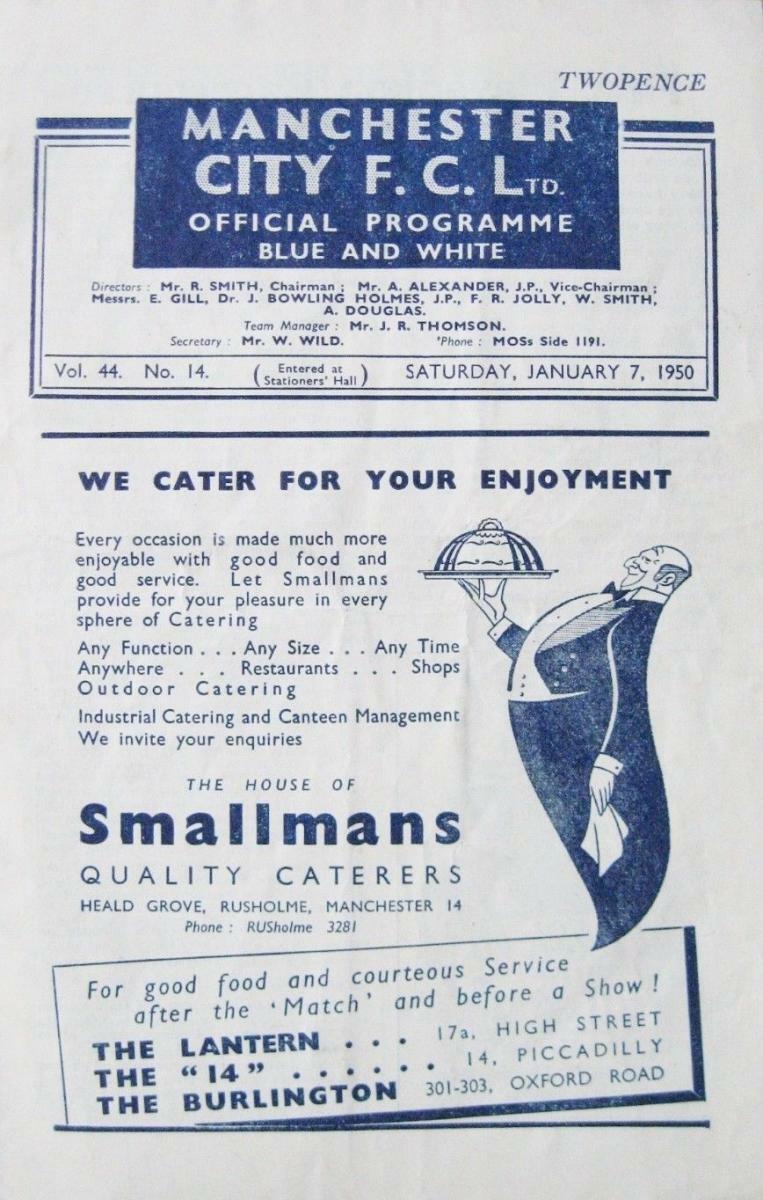 TWOPENCE
MANCHESTER
CITY F. C. LTD.
OFFICIAL PROGRAMME
BLUE AND WHITE
Directors : Mr. R. SMITH, Chairman ; Mr. A. ALEXANDER, J.P., Vice-Chairman ;
Messrs. E. GILL, Dr. J. BOWLING HOLMES, J.P., F. R. JOLLY, W. SMITH,
A. DOUGLAS.
Team Manager : Mr. J. R. THOMSON.
Secretary : Mr. W. WILD. 'Phone : MOSs Side 1191.
Vol. 44. No. 14. (Entered at Stationers' Hall) SATURDAY, JANUARY 7, 1950
WE CATER FOR YOUR ENJOYMENT
Every occasion is made much more
enjoyable with good food and
good service. Let Smallmans
provide for your pleasure in every
sphere of Catering
Any Function . . . Any Size . . . Any Time
Anywhere . . . Restaurants . . . Shops
Outdoor Catering
Industrial Catering and Canteen Management
We invite your enquiries
THE HOUSE OF
Smallmans
QUALITY CATERERS
HEALD GROVE, RUSHOLME, MANCHESTER 14
Phone : RUSholme 3281
For good food and courteous Service
after the 'Match' and before a Show !
THE LANTERN . . . 17a, HIGH STREET
THE "14" . . . . . . 14, PICCADILLY
THE BURLINGTON 301-303, OXFORD ROAD